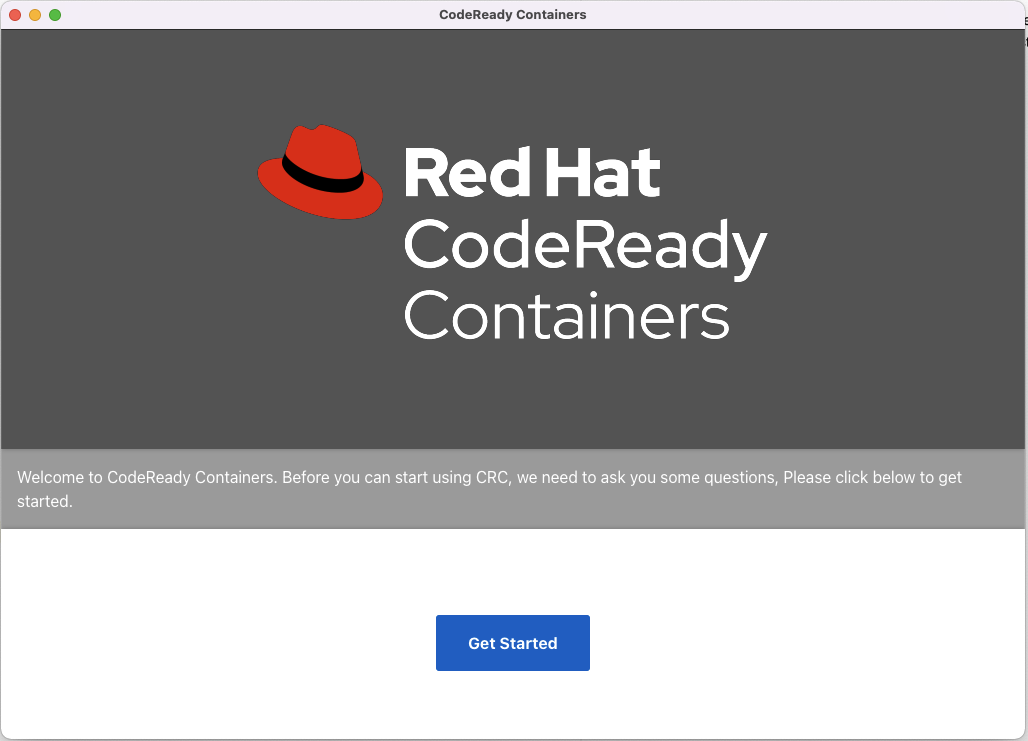 CodeReady Containers
Red Hat
CodeReady
Containers
Welcome to CodeReady Containers. Before you can start using CRC, we need to ask you some questions, Please click below to get
started.
Get Started